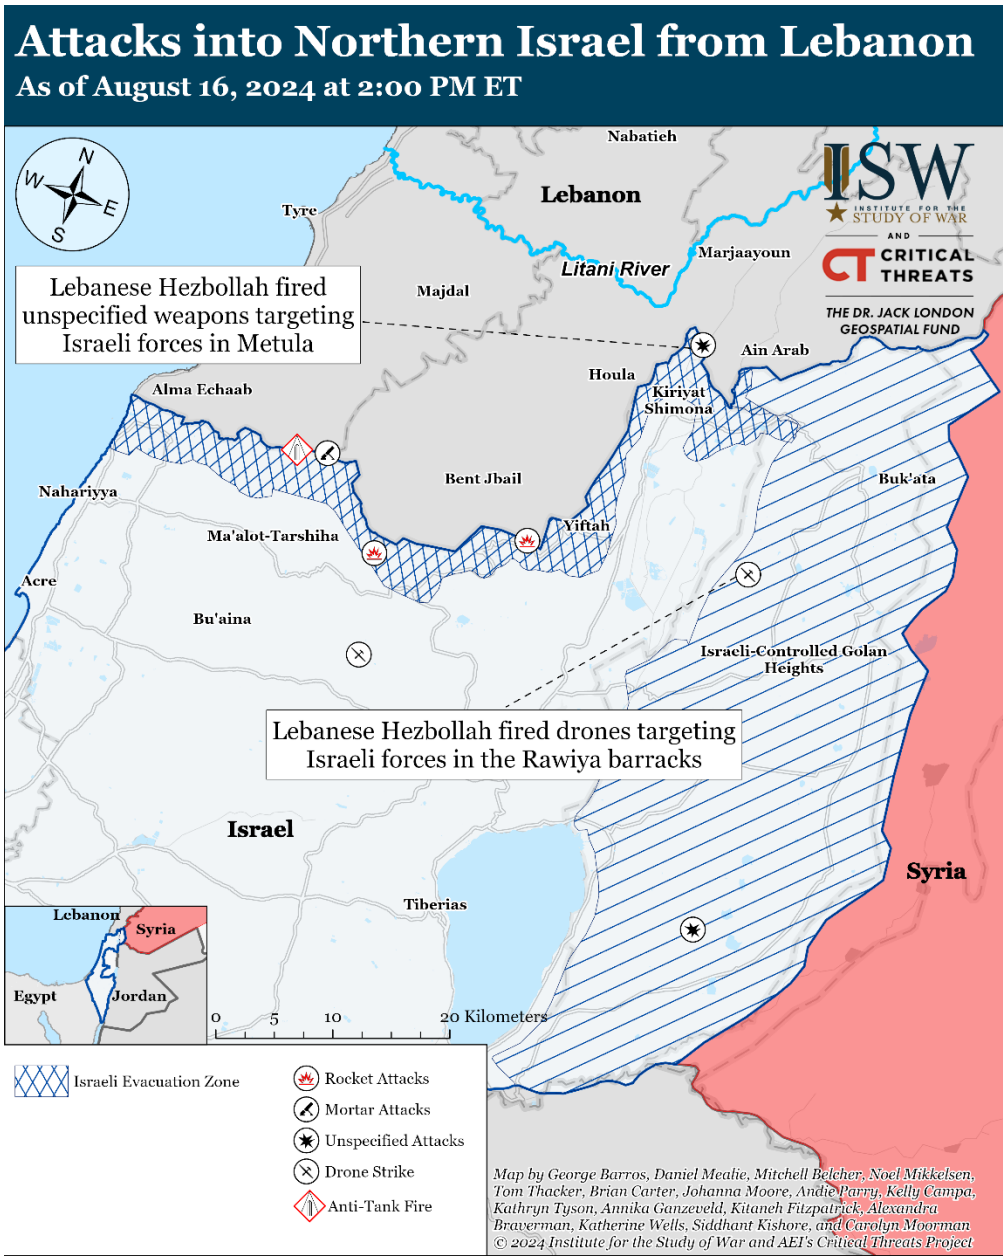 Attacks into Northern Israel from Lebanon
As of August 16, 2024 at 2:00 PM ET
N
W
E
S
Nabatieh
Lebanon
Tyre
Litani River
Marjaayoun
Majdal
ISW
INSTITUTE FOR THE
STUDY OF WAR
AND
CT CRITICAL
THREATS
THE DR. JACK LONDON
GEOSPATIAL FUND
Lebanese Hezbollah fired
unspecified weapons targeting
Israeli forces in Metula
Ain Arab
Houla
Alma Echaab
Kiriyat
Shimona
Bent Jbail
Buk'ata
Nahariyya
Yiftah
Ma'alot-Tarshiha
Acre
Bu'aina
Israeli-Controlled Golan
Heights
Lebanese Hezbollah fired drones targeting
Israeli forces in the Rawiya barracks
Israel
Syria
Tiberias
Lebanon
Syria
Egypt
Jordan
0 5 10 20 Kilometers
Israeli Evacuation Zone
Rocket Attacks
Mortar Attacks
Unspecified Attacks
Drone Strike
Anti-Tank Fire
Map by George Barros, Daniel Mealie, Mitchell Belcher, Noel Mikkelsen,
Tom Thacker, Brian Carter, Johanna Moore, Andie Parry, Kelly Campa,
Kathryn Tyson, Annika Ganzeveld, Kitaneh Fitzpatrick, Alexandra
Braverman, Katherine Wells, Siddhant Kishore, and Carolyn Moorman
© 2024 Institute for the Study of War and AEI's Critical Threats Project